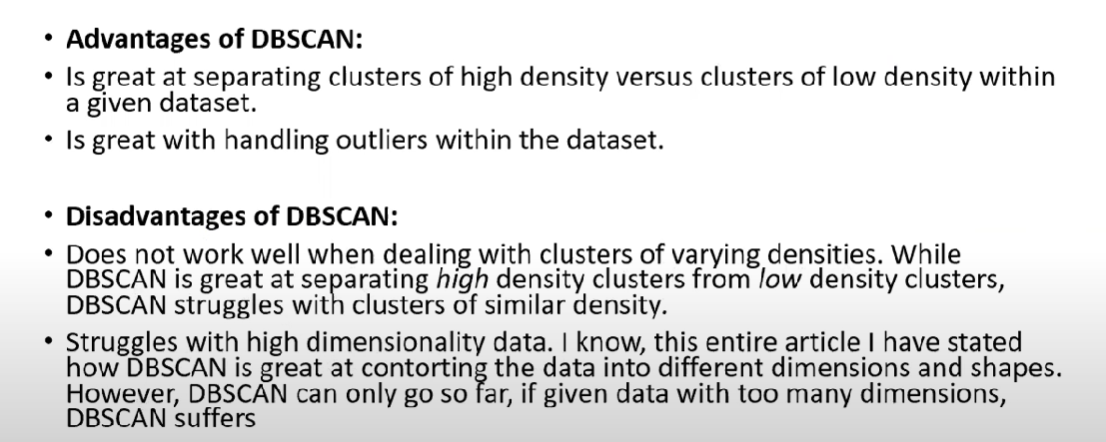 • Advantages of DBSCAN:
• Is great at separating clusters of high density versus clusters of low density within
a given dataset.
• Is great with handling outliers within the dataset.
• Disadvantages of DBSCAN:
• Does not work well when dealing with clusters of varying densities. While
DBSCAN is great at separating high density clusters from low density clusters,
DBSCAN struggles with clusters of similar density.
• Struggles with high dimensionality data. I know, this entire article I have stated
how DBSCAN is great at contorting the data into different dimensions and shapes.
However, DBSCAN can only go so far, if given data with too many dimensions,
DBSCAN suffers